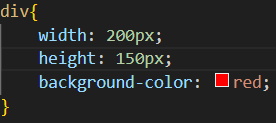 div{
width: 200px;
height: 150px;
background-color: red;
}